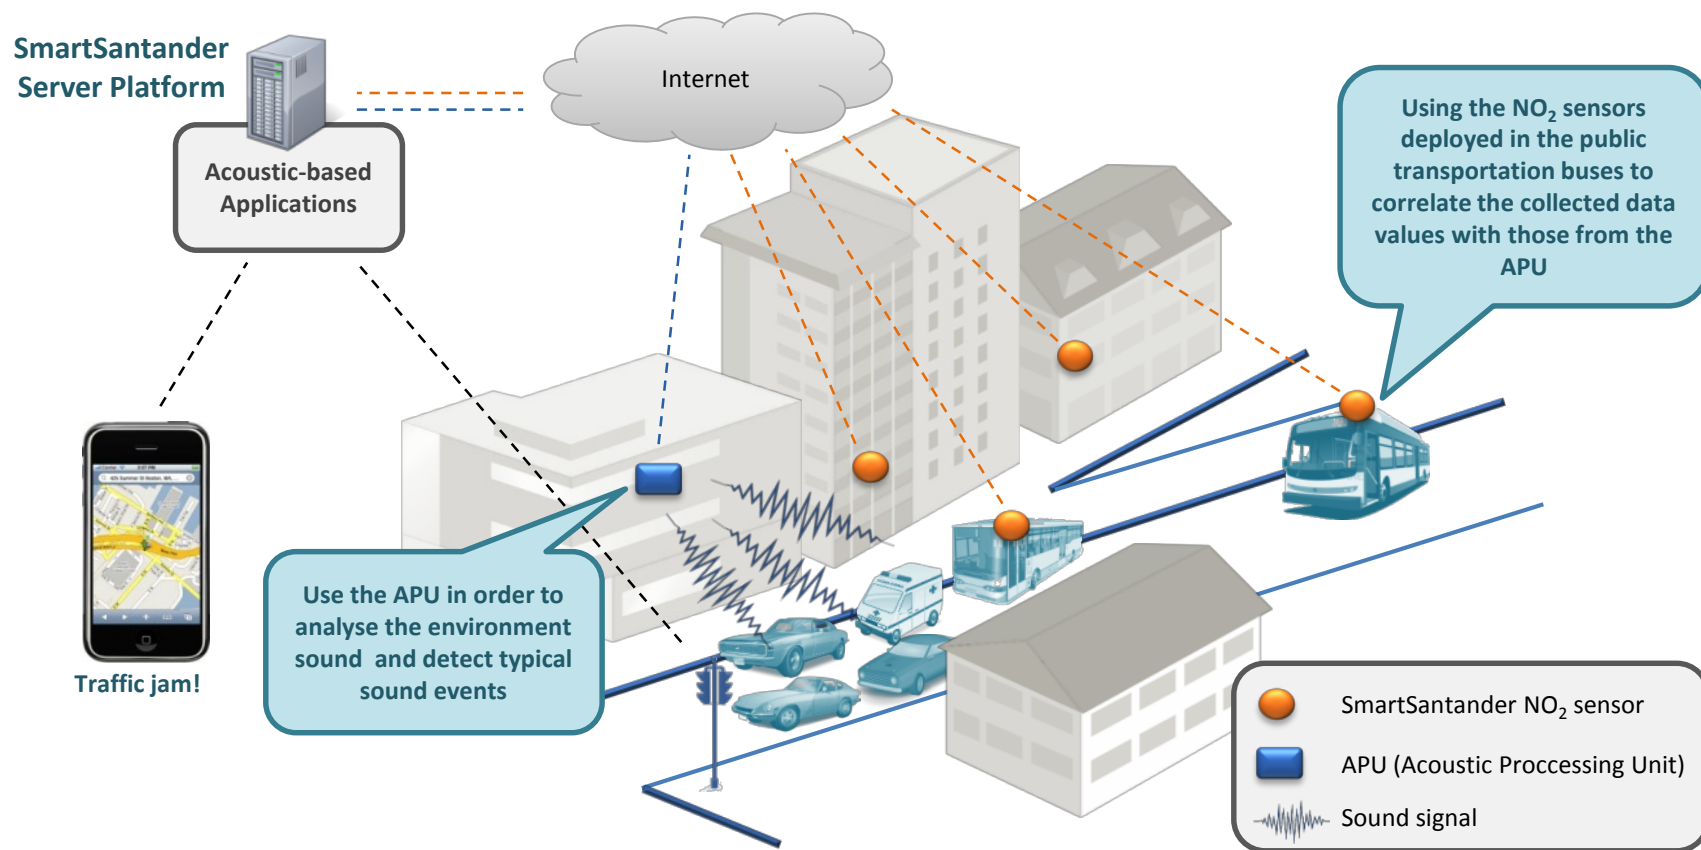 SmartSantander
Server Platform
Internet
Acoustic-based
Applications
Using the NO₂ sensors
deployed in the public
transportation buses to
correlate the collected data
values with those from the
APU
Use the APU in order to
analyse the environment
sound and detect typical
sound events
Traffic jam!
SmartSantander NO₂ sensor
APU (Acoustic Proccessing Unit)
Sound signal